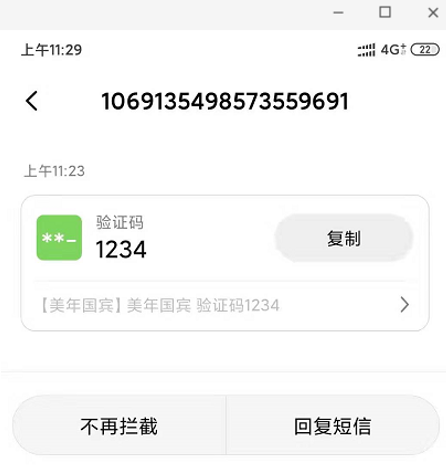 上午11:29 4G+ 22
1069135498573559691
上午11:23
验证码
**– 1234 复制
【美年国宾】美年国宾 验证码1234
不再拦截 回复短信